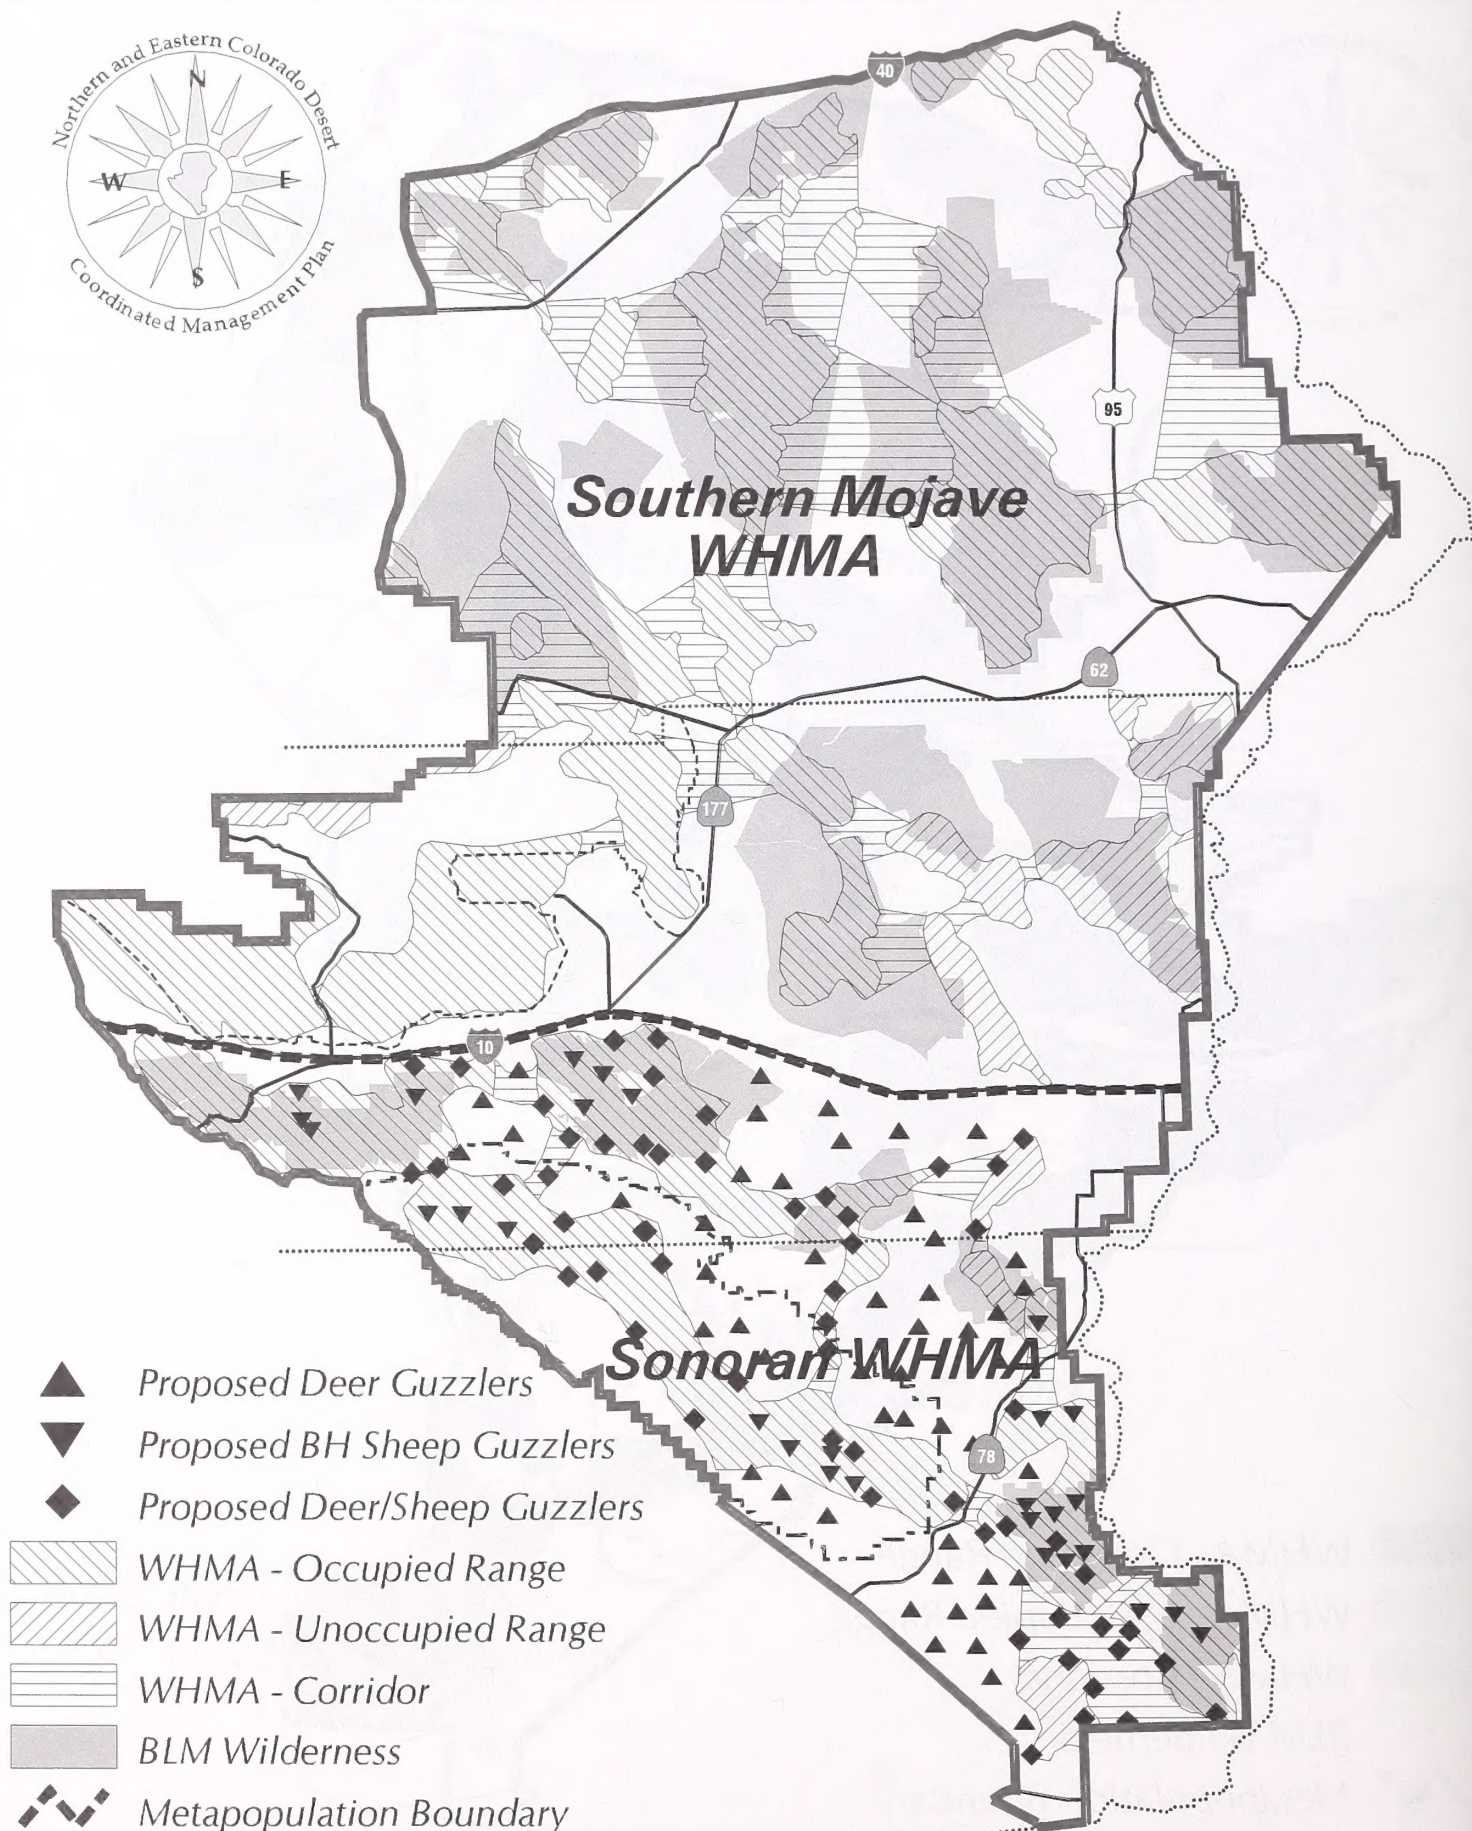 Northern and Eastern Colorado Desert
N
W
E
S
Coordinated Management Plan
40
95
Southern Mojave
WHMA
62
177
10
Sonoran WHMA
78
Proposed Deer Guzzlers
Proposed BH Sheep Guzzlers
Proposed Deer/Sheep Guzzlers
WHMA - Occupied Range
WHMA - Unoccupied Range
WHMA - Corridor
BLM Wilderness
Metapopulation Boundary